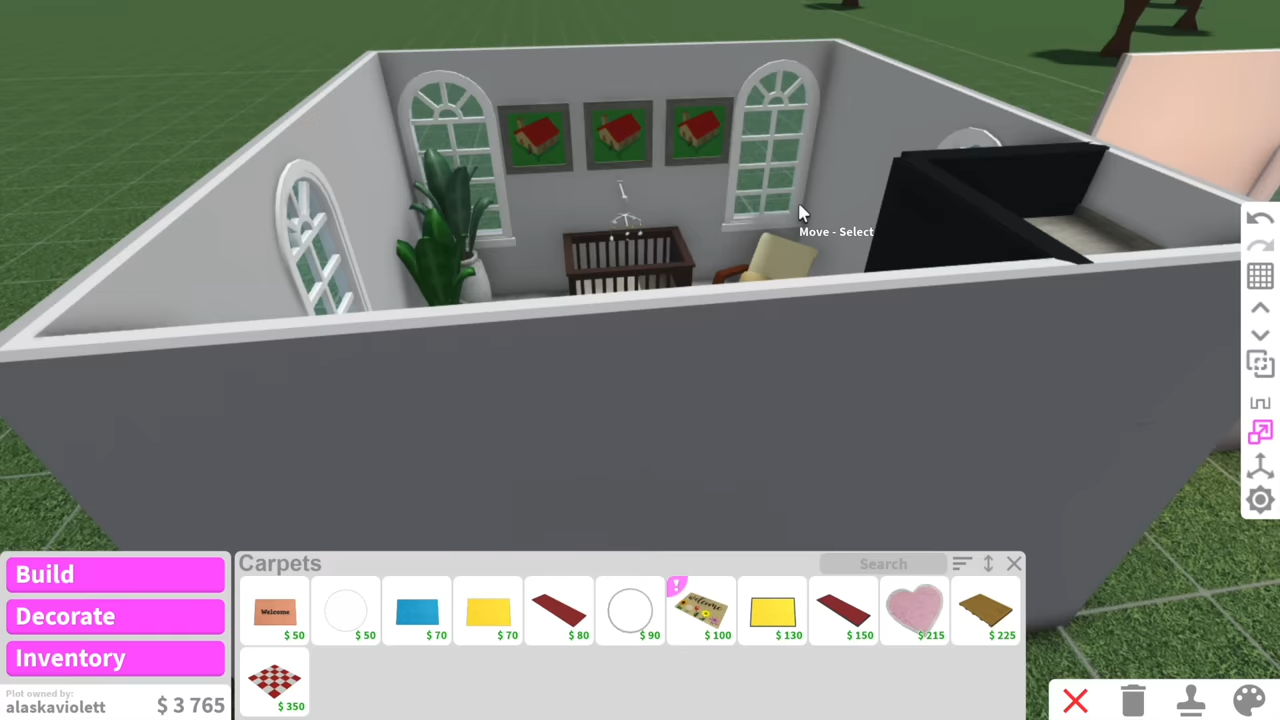 Move - Select
Build
Decorate
Inventory
Plot owned by:
alaskaviolett
$ 3 765
Carpets
Search
Welcome
$ 50
$ 50
$ 70
$ 70
$ 80
$ 90
welcome
!
$ 100
$ 130
$ 150
$ 215
$ 225
$ 350